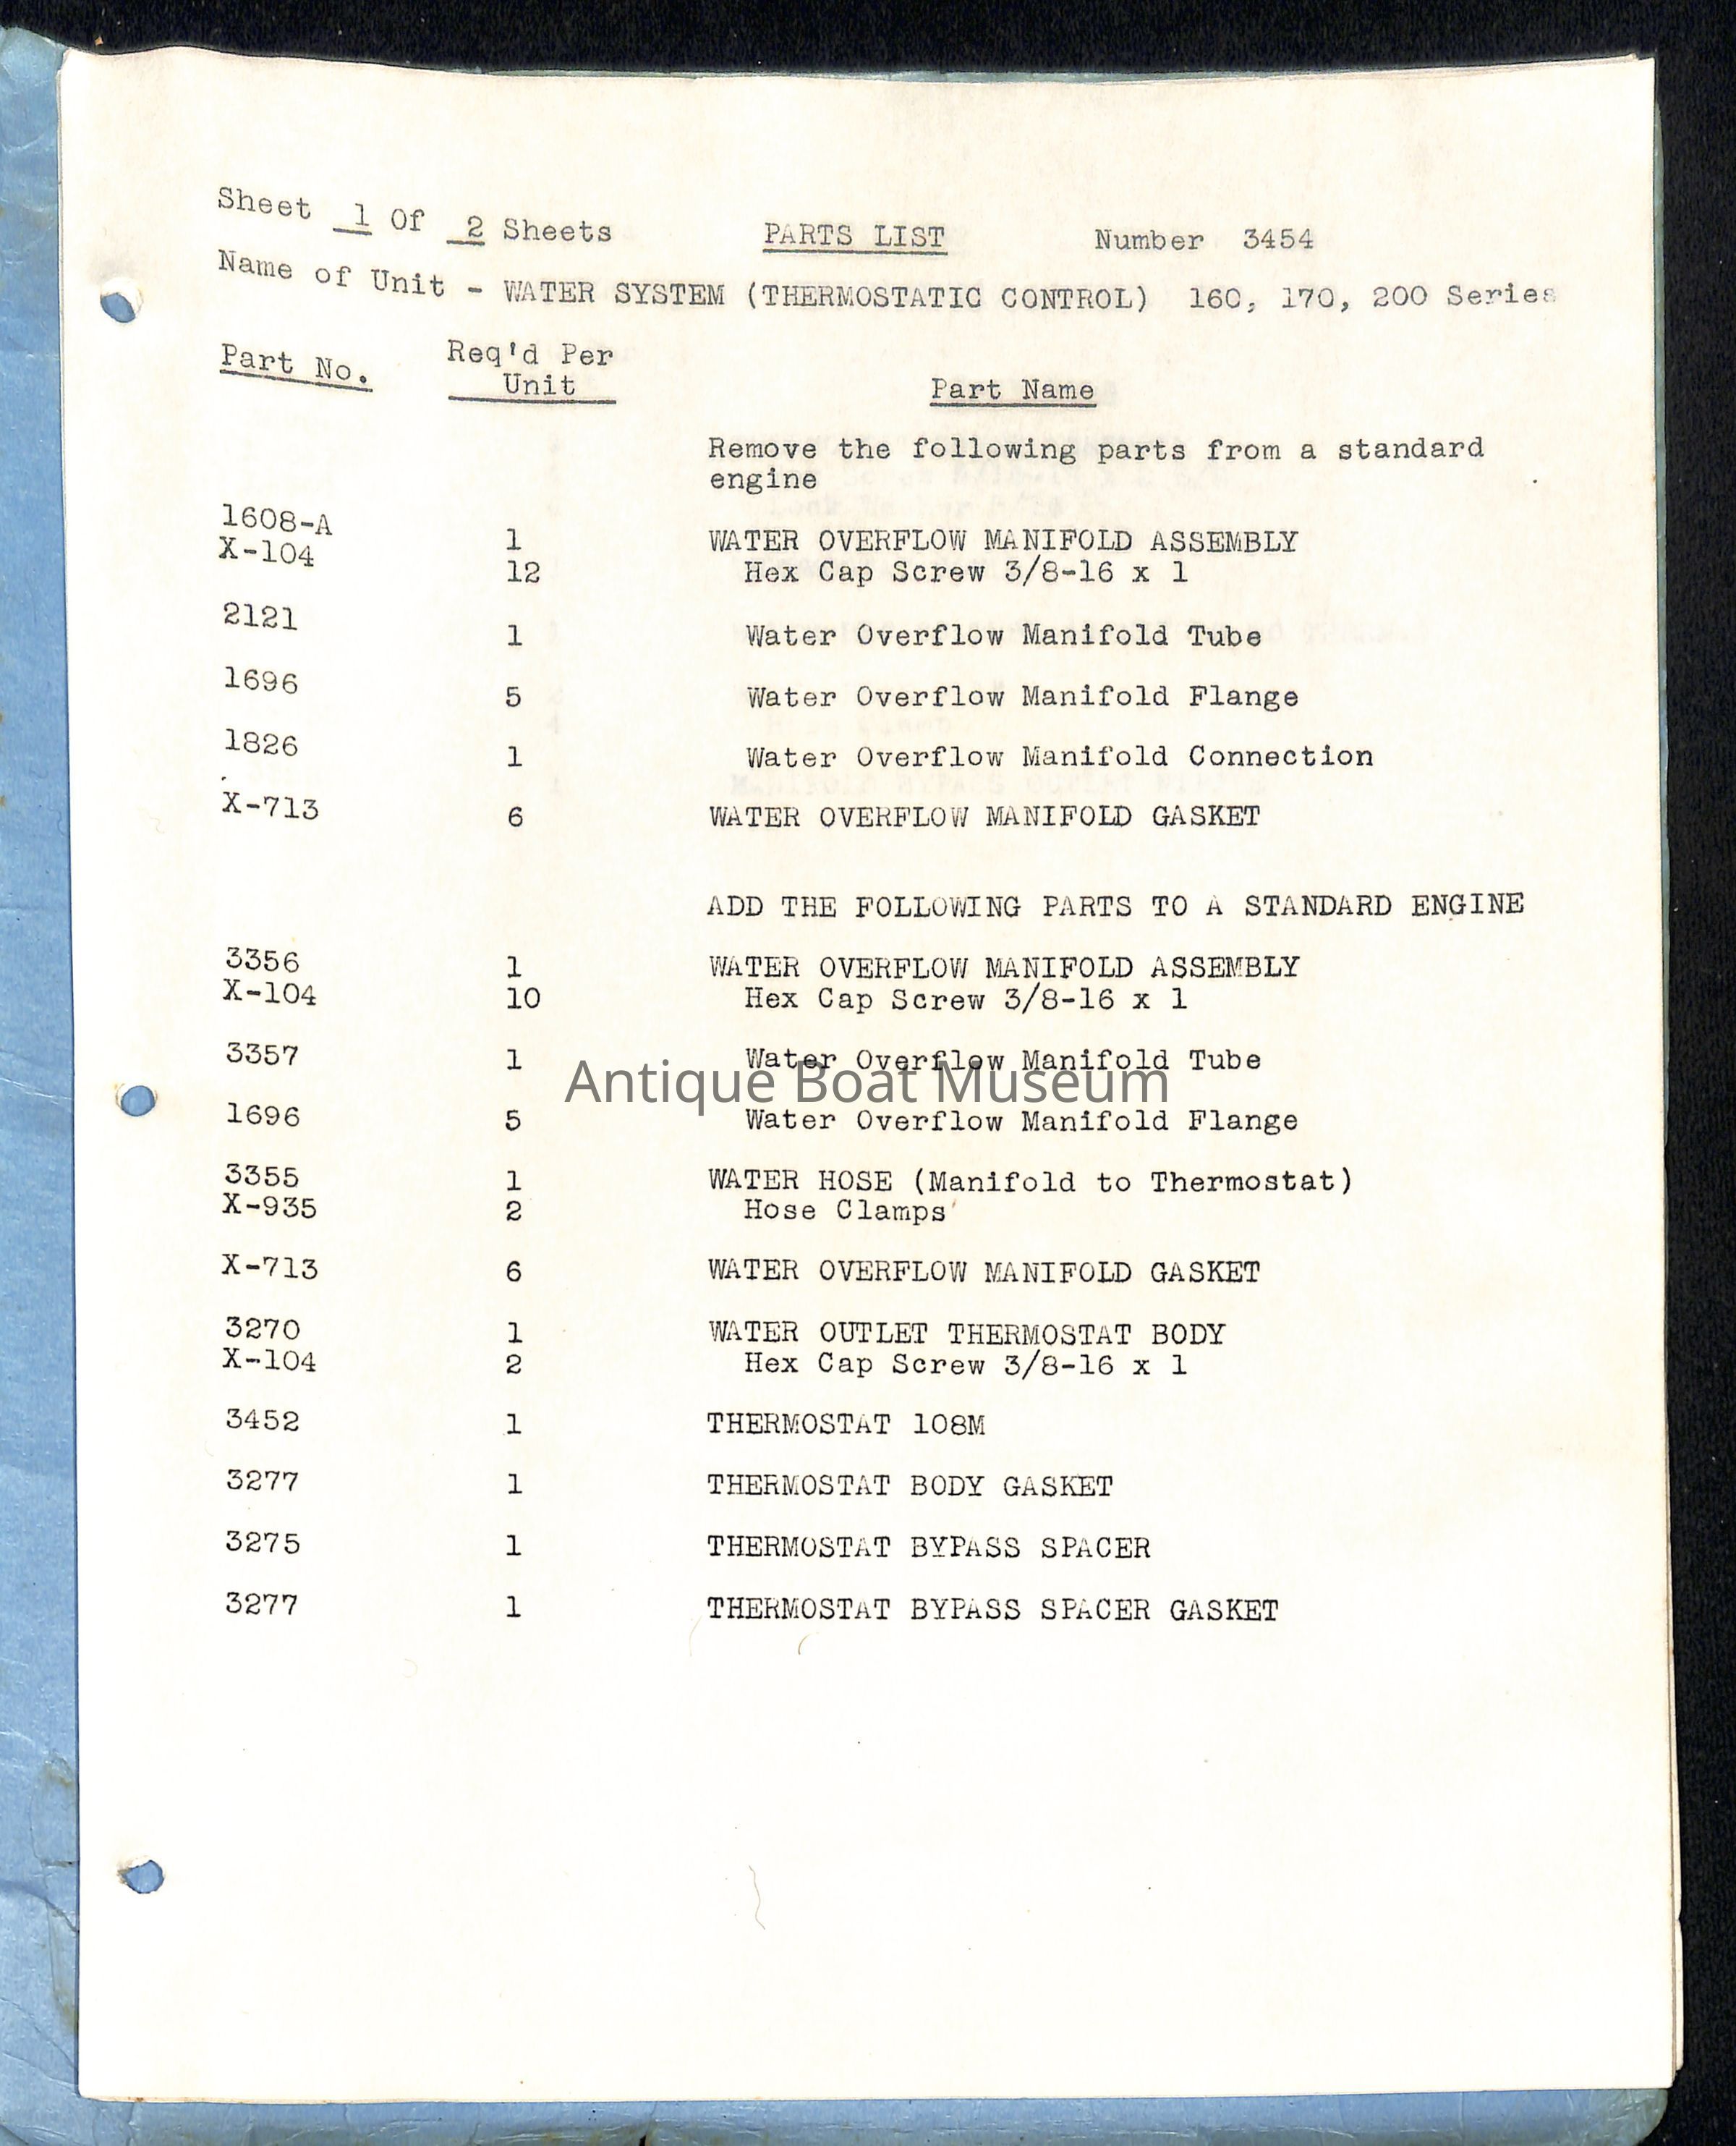 Sheet 1 Of 2 Sheets PARTS LIST Number 3454
Name of Unit - WATER SYSTEM (THERMOSTATIC CONTROL) 160, 170, 200 Series
Part No. Req'd Per Unit Part Name
Remove the following parts from a standard
engine
1608-A 1 WATER OVERFLOW MANIFOLD ASSEMBLY
X-104 12 Hex Cap Screw 3/8-16 x 1
2121 1 Water Overflow Manifold Tube
1696 5 Water Overflow Manifold Flange
1826 1 Water Overflow Manifold Connection
X-713 6 WATER OVERFLOW MANIFOLD GASKET
ADD THE FOLLOWING PARTS TO A STANDARD ENGINE
3356 1 WATER OVERFLOW MANIFOLD ASSEMBLY
X-104 10 Hex Cap Screw 3/8-16 x 1
3357 1 Water Overflow Manifold Tube
Antique Boat Museum
1696 5 Water Overflow Manifold Flange
3355 1 WATER HOSE (Manifold to Thermostat)
X-935 2 Hose Clamps
X-713 6 WATER OVERFLOW MANIFOLD GASKET
3270 1 WATER OUTLET THERMOSTAT BODY
X-104 2 Hex Cap Screw 3/8-16 x 1
3452 1 THERMOSTAT 108M
3277 1 THERMOSTAT BODY GASKET
3275 1 THERMOSTAT BYPASS SPACER
3277 1 THERMOSTAT BYPASS SPACER GASKET